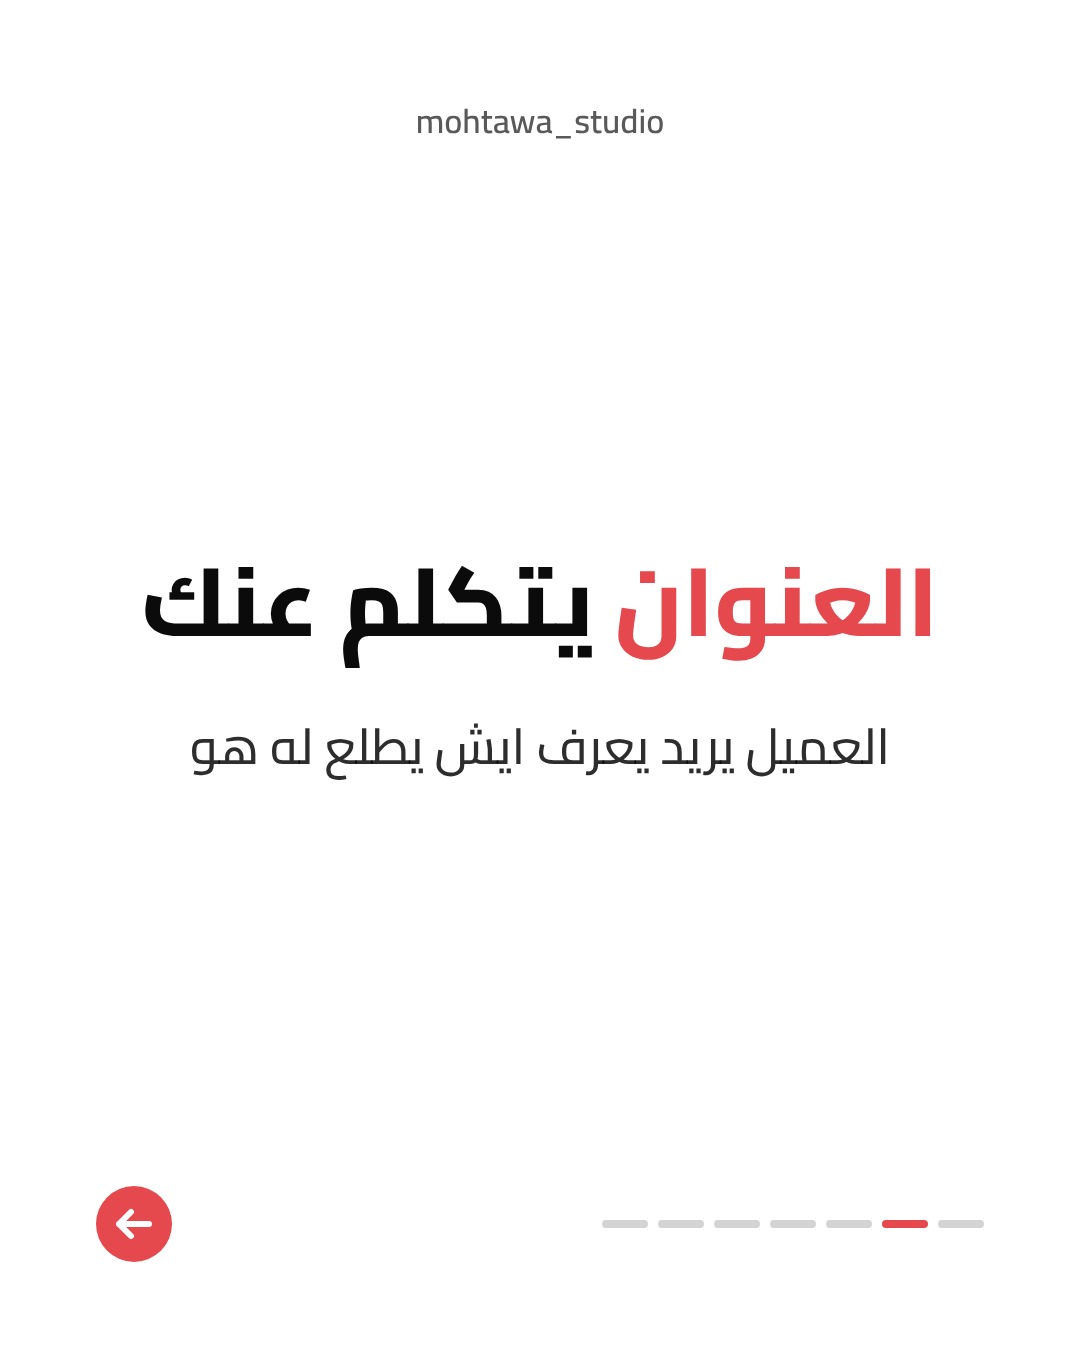 mohtawa_studio
العنوان يتكلم عنك
العميل يريد يعرف ايش يطلع له هو